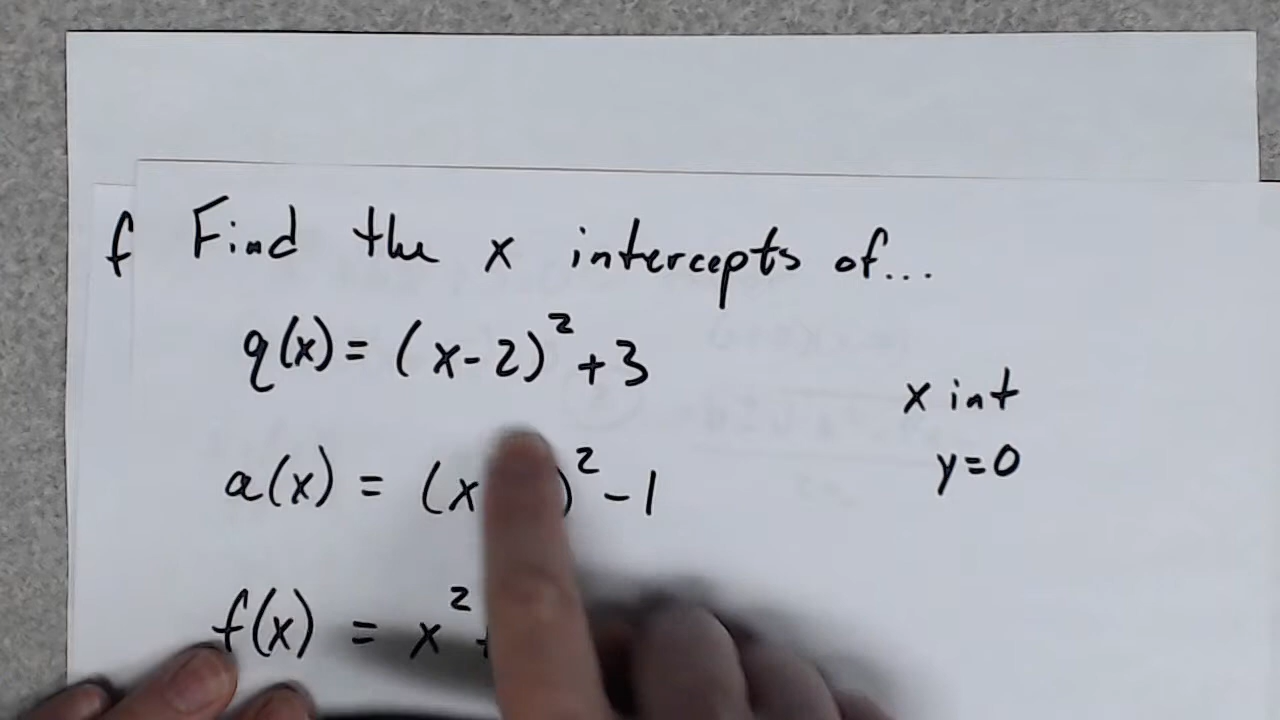 f Find the x intercepts of...
q(x) = (x-2)² +3
x int
y=0
a(x) = (x )² -1
f(x) = x²